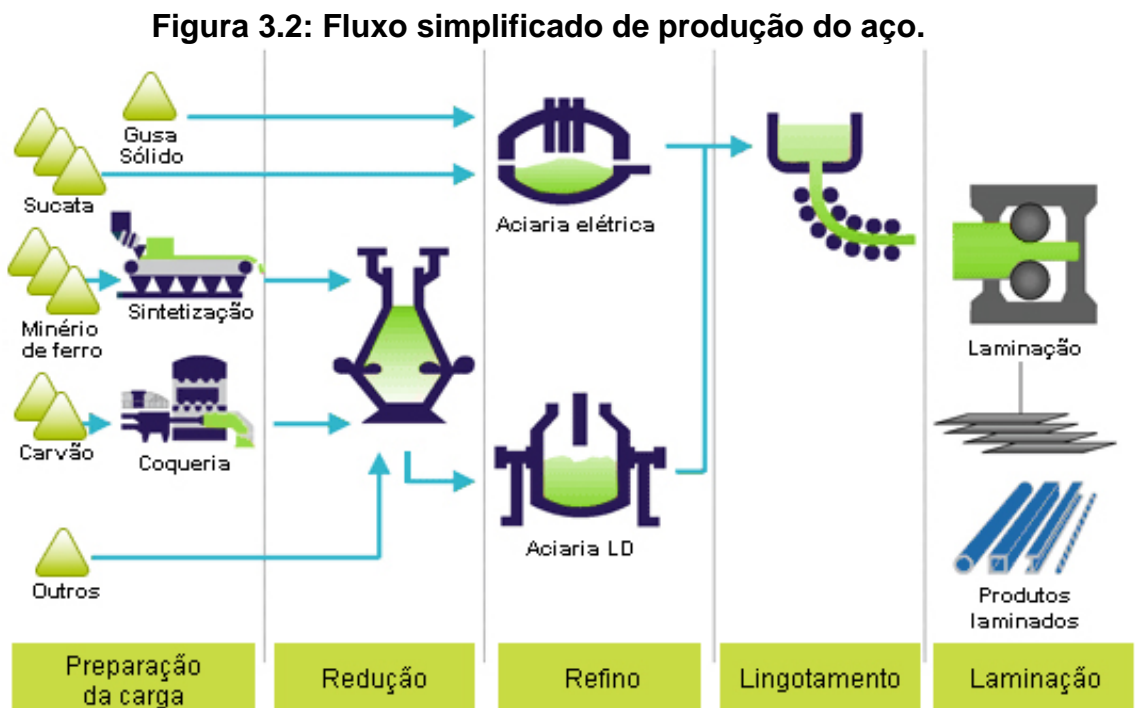 Figura 3.2: Fluxo simplificado de produção do aço.
Gusa
Sólido
Sucata
Aciaria elétrica
Sintetização
Minério
de ferro
Laminação
Carvão
Coqueria
Aciaria LD
Outros
Produtos
laminados
Preparação
da carga
Redução
Refino
Lingotamento
Laminação